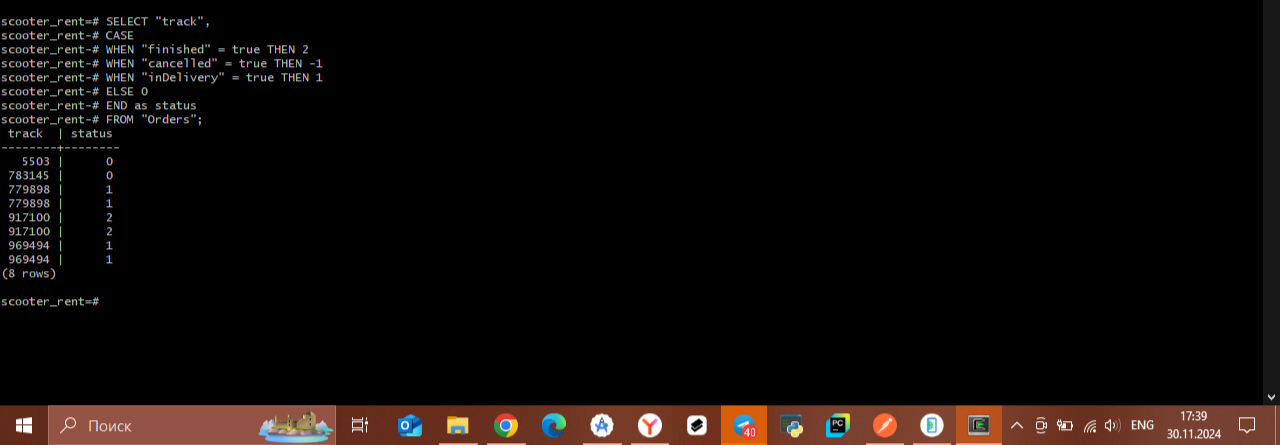 scooter_rent=# SELECT "track",
scooter_rent-# CASE
scooter_rent-# WHEN "finished" = true THEN 2
scooter_rent-# WHEN "cancelled" = true THEN -1
scooter_rent-# WHEN "inDelivery" = true THEN 1
scooter_rent-# ELSE 0
scooter_rent-# END as status
scooter_rent-# FROM "Orders";
track | status
--------+--------
5503 | 0
783145 | 0
779898 | 1
779898 | 1
917100 | 2
917100 | 2
969494 | 1
969494 | 1
(8 rows)
scooter_rent=#
Поиск
40
PC
ENG
17:39
30.11.2024